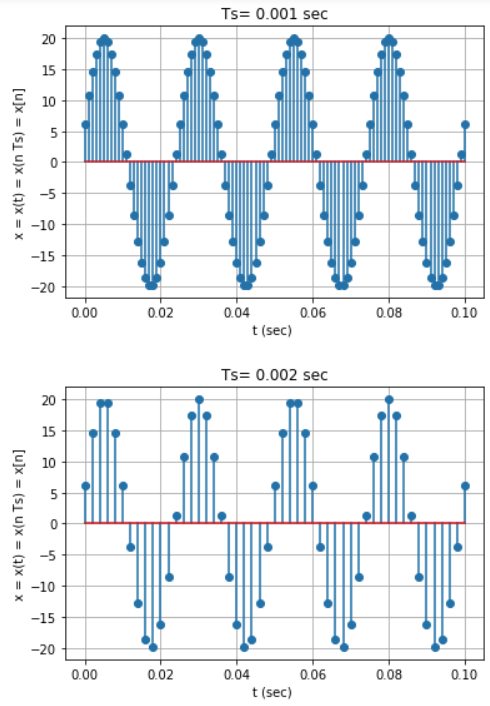 Ts= 0.001 sec
20
15
10
5
0
−5
−10
−15
−20
x = x(t) = x(n Ts) = x[n]
0.00 0.02 0.04 0.06 0.08 0.10
t (sec)
Ts= 0.002 sec
20
15
10
5
0
−5
−10
−15
−20
x = x(t) = x(n Ts) = x[n]
0.00 0.02 0.04 0.06 0.08 0.10
t (sec)